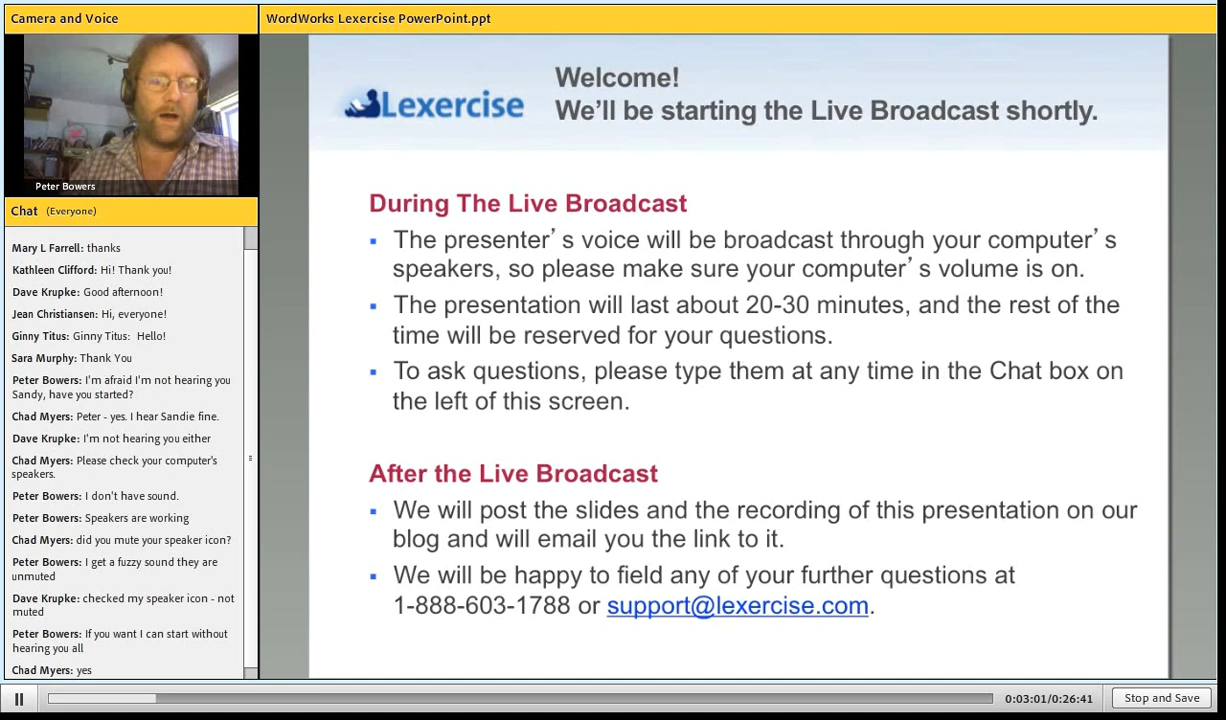 Camera and Voice
WordWorks Lexercise PowerPoint.ppt
Peter Bowers
Chat (Everyone)
Mary L Farrell: thanks
Kathleen Clifford: Hi! Thank you!
Dave Krupke: Good afternoon!
Jean Christiansen: Hi, everyone!
Ginny Titus: Ginny Titus: Hello!
Sara Murphy: Thank You
Peter Bowers: I'm afraid I'm not hearing you
Sandy, have you started?
Chad Myers: Peter - yes. I hear Sandie fine.
Dave Krupke: I'm not hearing you either
Chad Myers: Please check your computer's
speakers.
Peter Bowers: I don't have sound.
Peter Bowers: Speakers are working
Chad Myers: did you mute your speaker icon?
Peter Bowers: I get a fuzzy sound they are
unmuted
Dave Krupke: checked my speaker icon - not
muted
Peter Bowers: If you want I can start without
hearing you all
Chad Myers: yes
Lexercise
Welcome!
We’ll be starting the Live Broadcast shortly.
During The Live Broadcast
▪ The presenter’s voice will be broadcast through your computer’s
speakers, so please make sure your computer’s volume is on.
▪ The presentation will last about 20-30 minutes, and the rest of the
time will be reserved for your questions.
▪ To ask questions, please type them at any time in the Chat box on
the left of this screen.
After the Live Broadcast
▪ We will post the slides and the recording of this presentation on our
blog and will email you the link to it.
▪ We will be happy to field any of your further questions at
1-888-603-1788 or support@lexercise.com.
0:03:01/0:26:41
Stop and Save